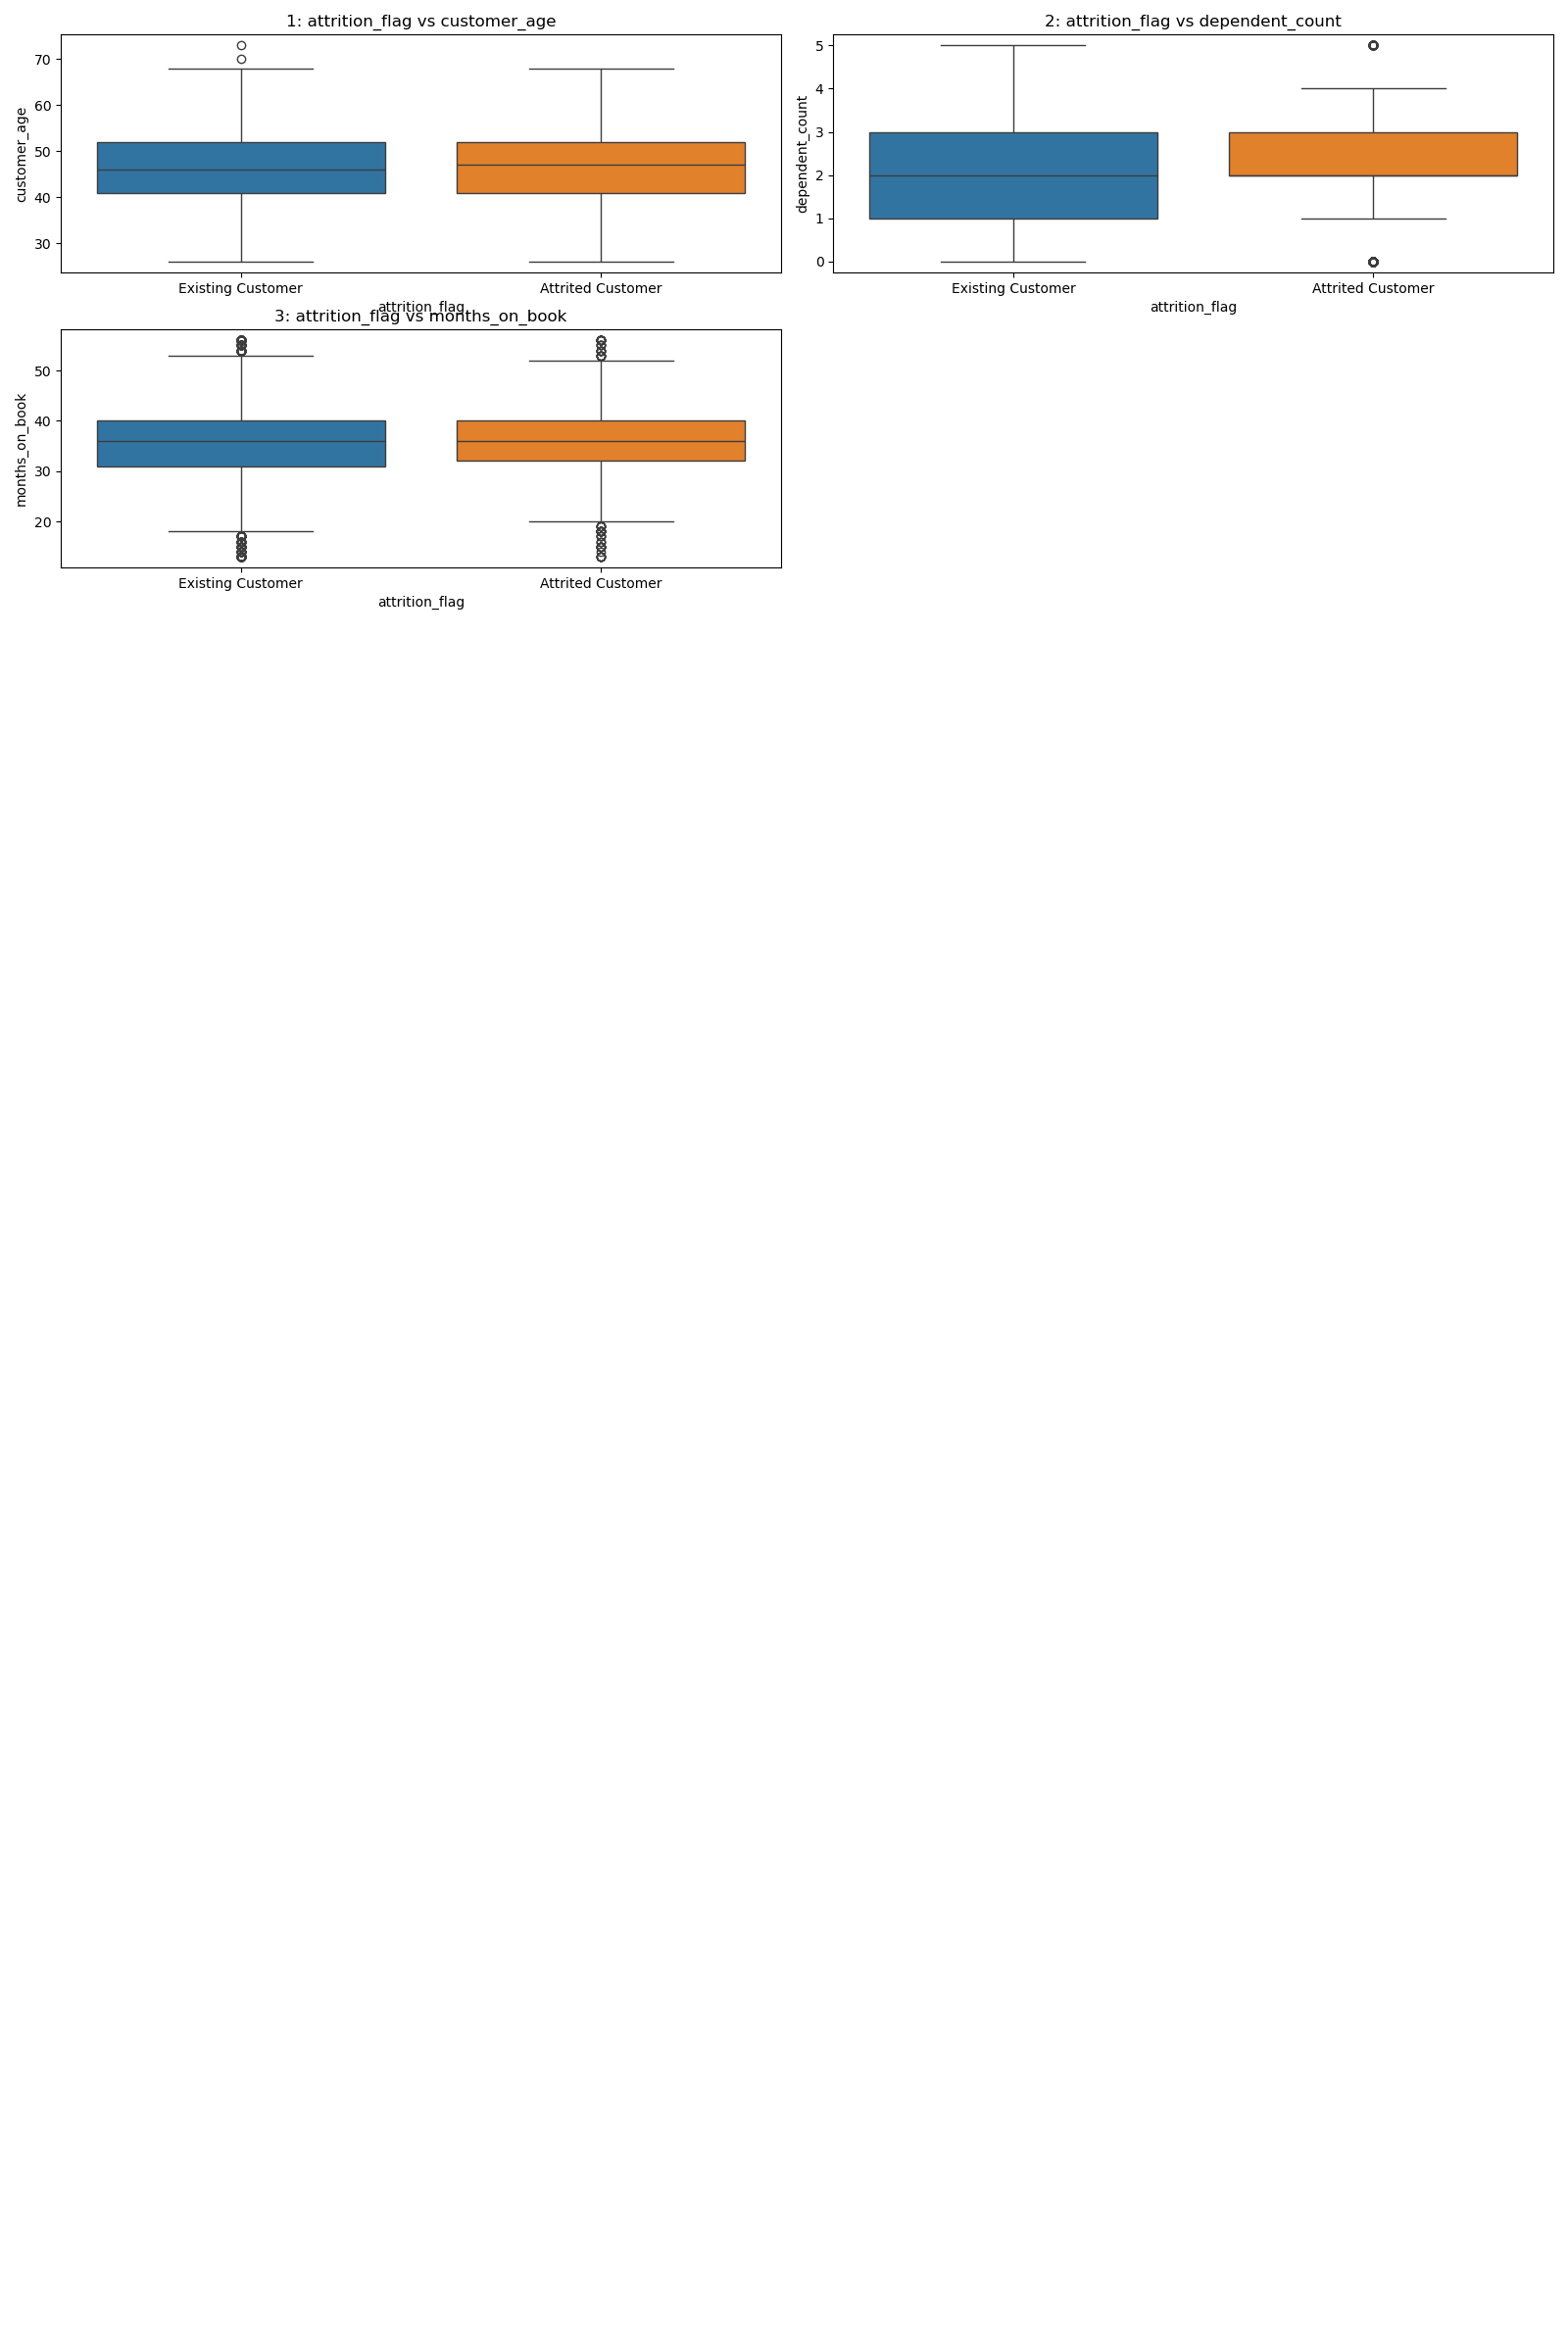 1: attrition_flag vs customer_age
customer_age
70
60
50
40
30
Existing Customer
Attrited Customer
attrition_flag
2: attrition_flag vs dependent_count
dependent_count
5
4
3
2
1
0
Existing Customer
Attrited Customer
attrition_flag
3: attrition_flag vs months_on_book
months_on_book
50
40
30
20
Existing Customer
Attrited Customer
attrition_flag